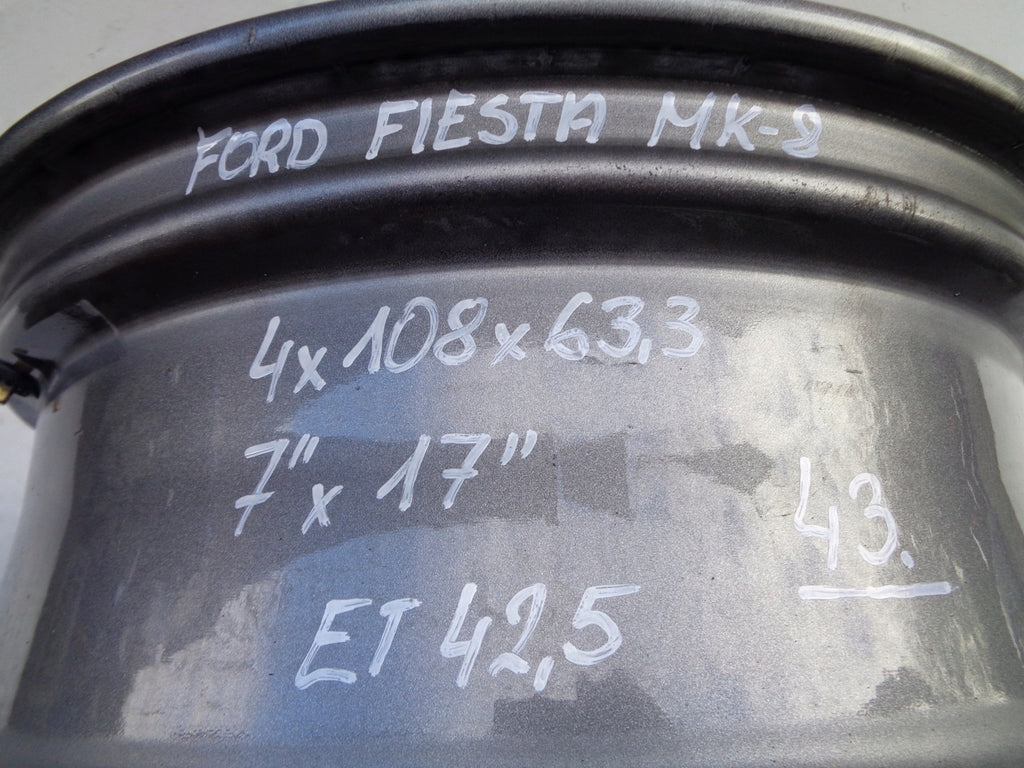 FORD FIESTA MK-8
4x108x63,3
7"x 17"
43.
ET 42,5